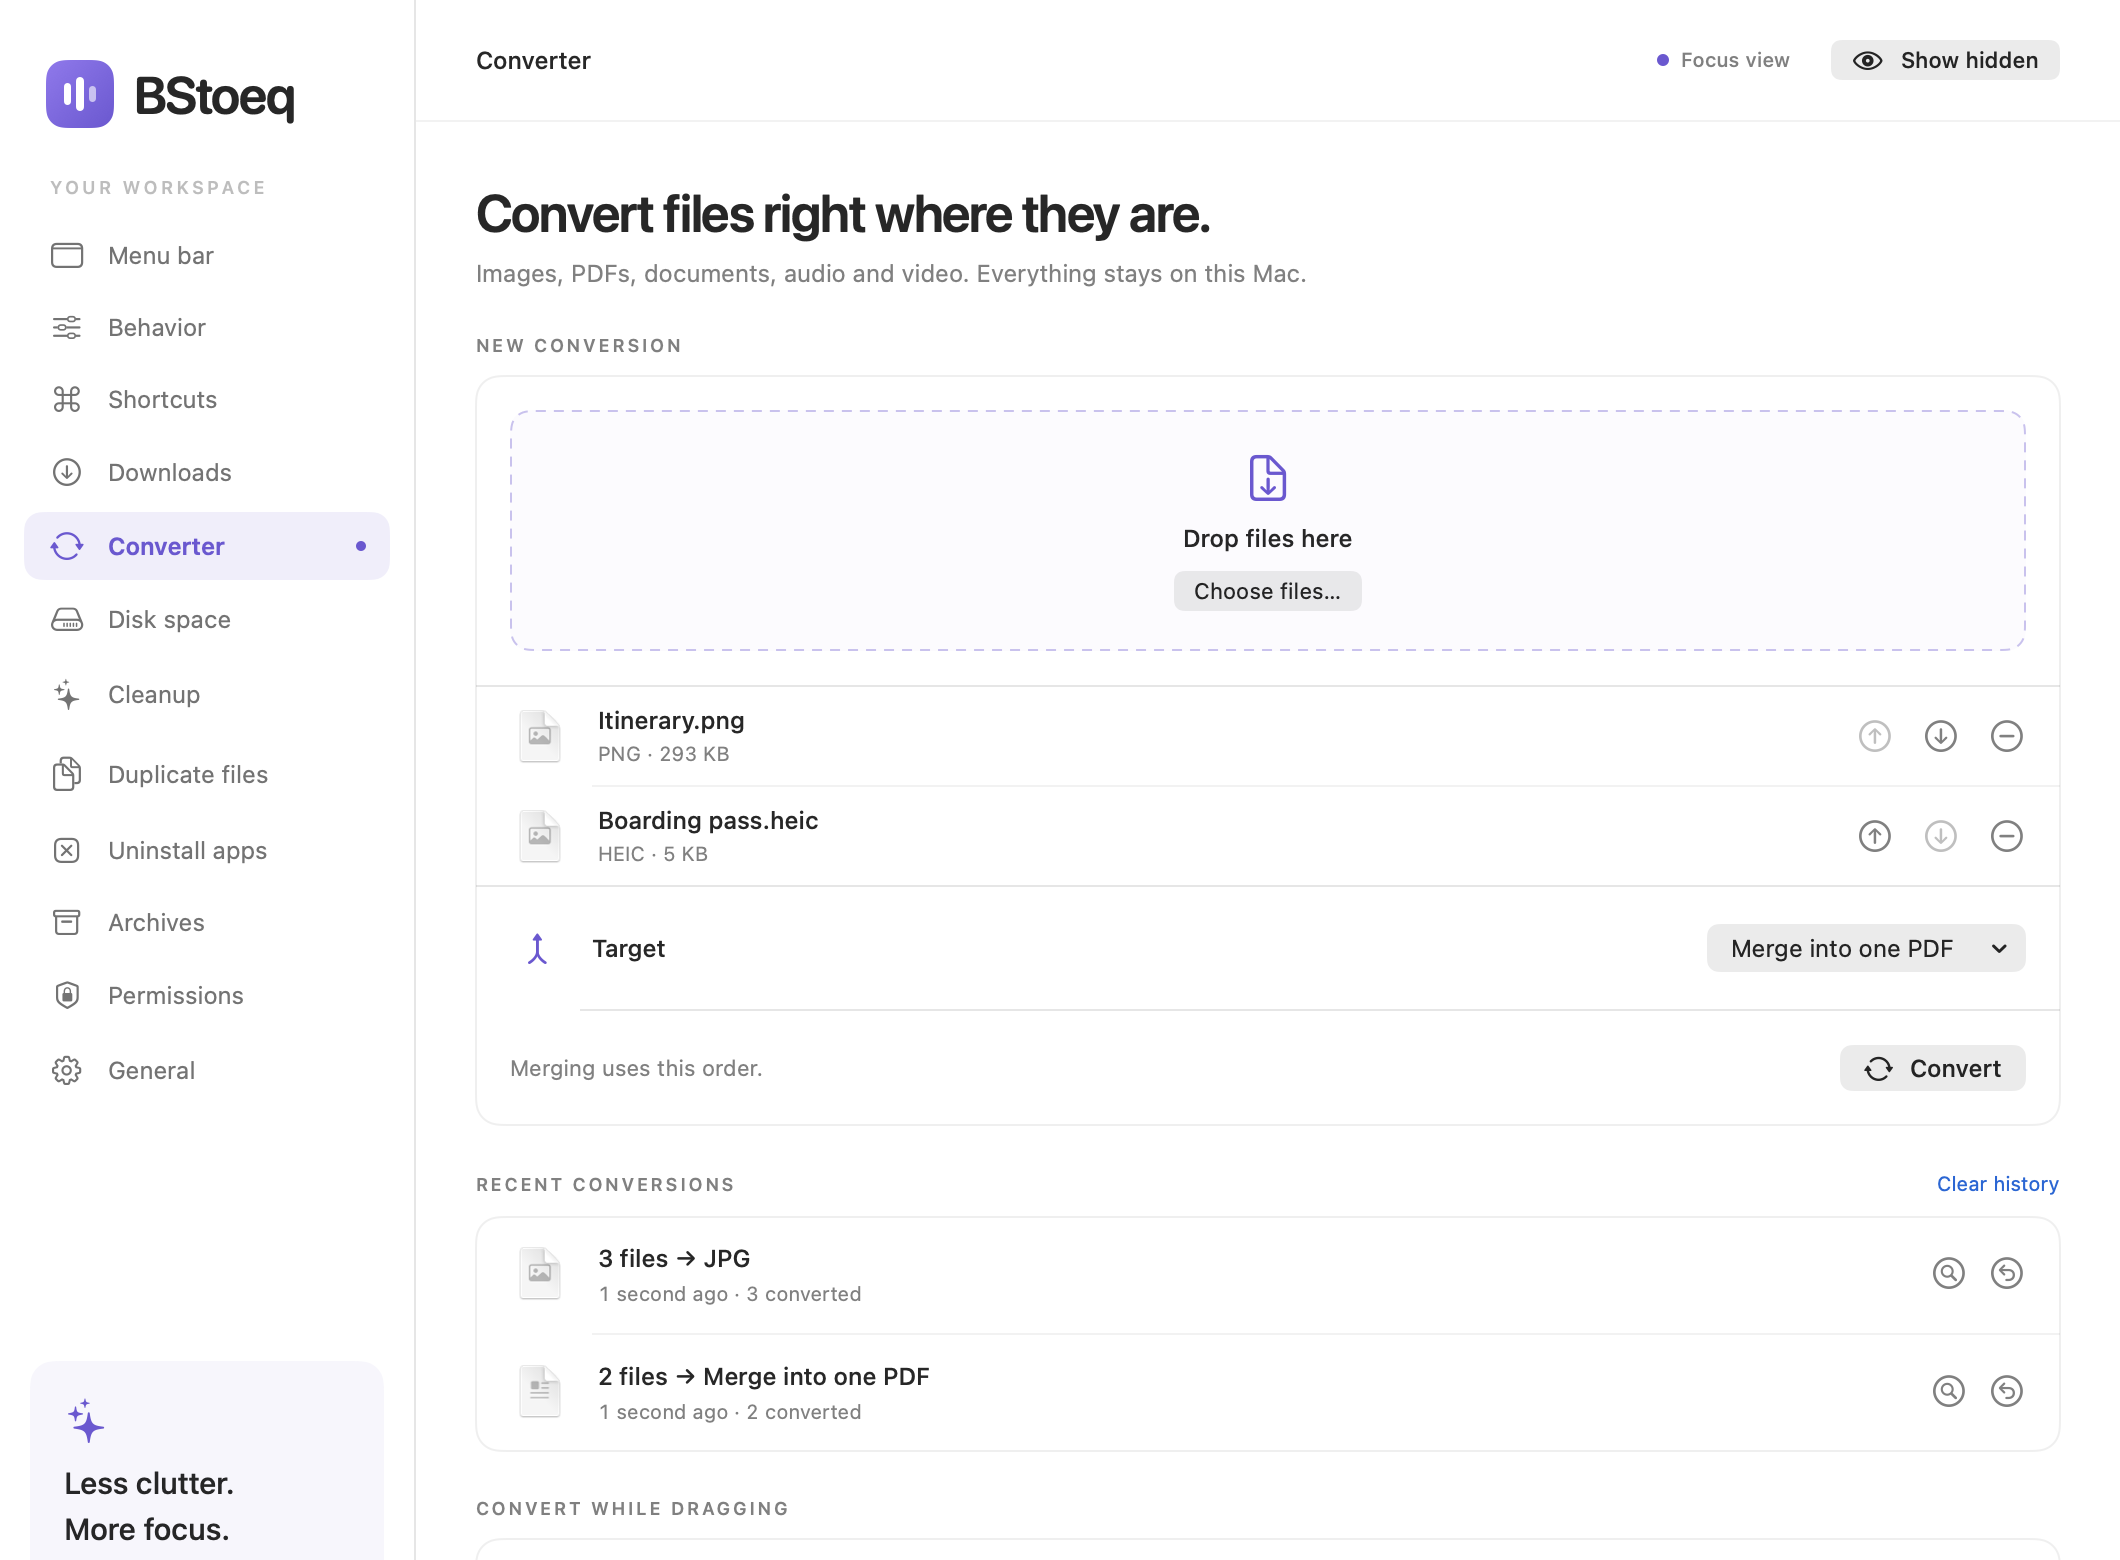 BStoeq
YOUR WORKSPACE
Menu bar
Behavior
Shortcuts
Downloads
Converter
Disk space
Cleanup
Duplicate files
Uninstall apps
Archives
Permissions
General
Less clutter.
More focus.
Converter
Focus view
Show hidden
Convert files right where they are.
Images, PDFs, documents, audio and video. Everything stays on this Mac.
NEW CONVERSION
Drop files here
Choose files...
Itinerary.png
PNG · 293 KB
Boarding pass.heic
HEIC · 5 KB
Target
Merge into one PDF
Merging uses this order.
Convert
RECENT CONVERSIONS
Clear history
3 files → JPG
1 second ago · 3 converted
2 files → Merge into one PDF
1 second ago · 2 converted
CONVERT WHILE DRAGGING